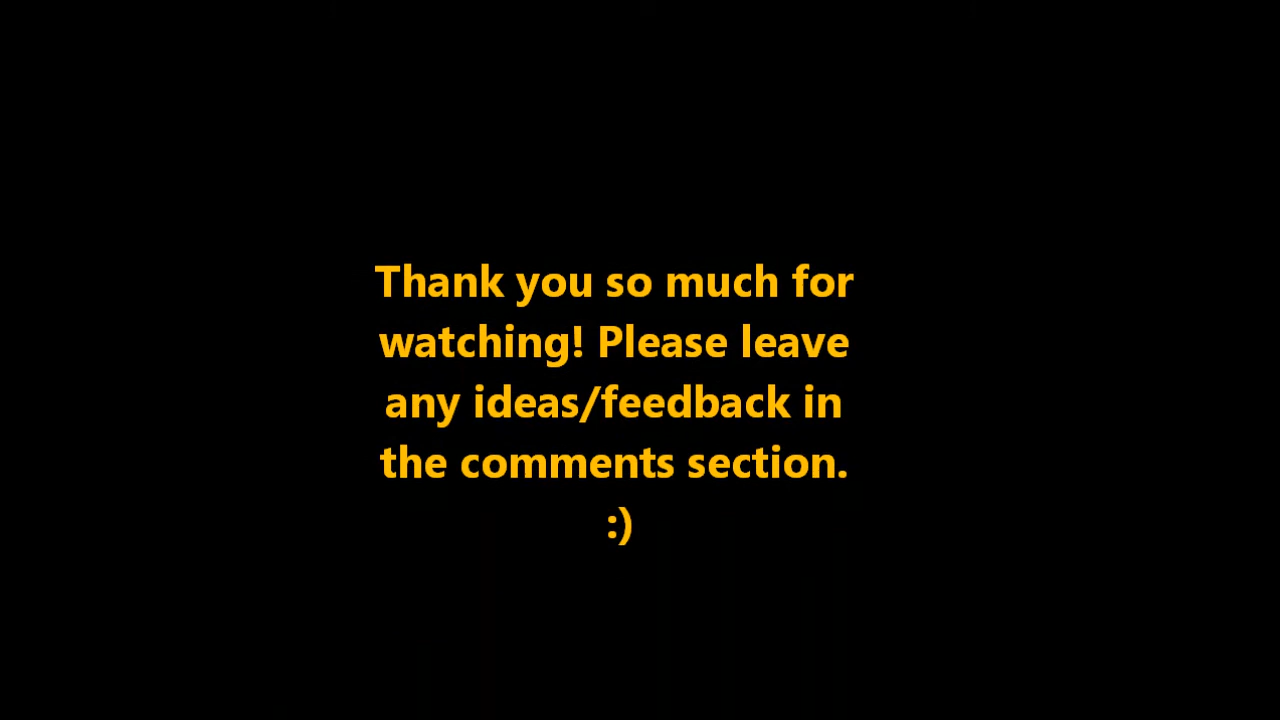 Thank you so much for
watching! Please leave
any ideas/feedback in
the comments section.
:)